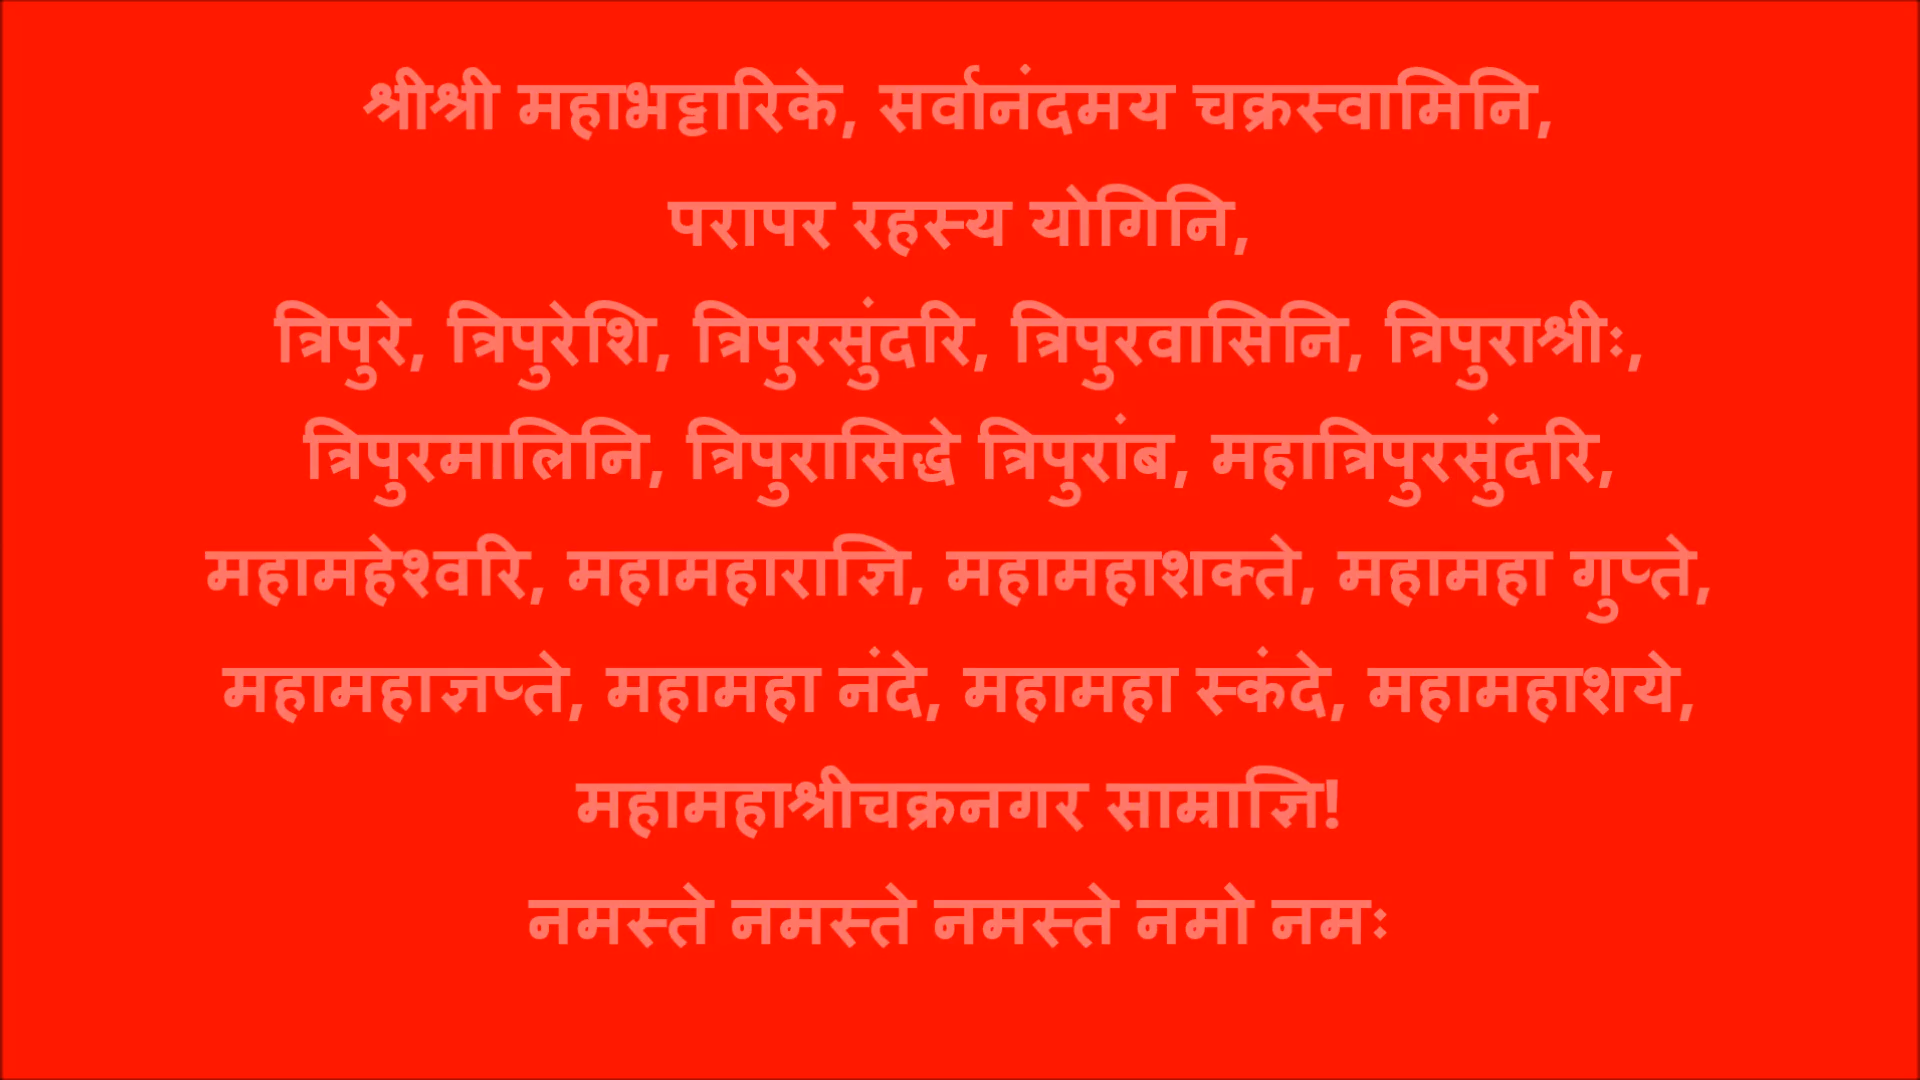 श्रीश्री महाभट्टारिके, सर्वानंदमय चक्रस्वामिनि,
परापर रहस्य योगिनि,
त्रिपुरे, त्रिपुरेशि, त्रिपुरसुंदरि, त्रिपुरवासिनि, त्रिपुराश्रीः,
त्रिपुरमालिनि, त्रिपुरासिद्धे त्रिपुरांब, महात्रिपुरसुंदरि,
महामहेश्वरि, महामहाराज्ञि, महामहाशक्ते, महामहा गुप्ते,
महामहाज्ञप्ते, महामहा नंदे, महामहा स्कंदे, महामहाशये,
महामहाश्रीचक्रनगर साम्राज्ञि!
नमस्ते नमस्ते नमस्ते नमो नमः